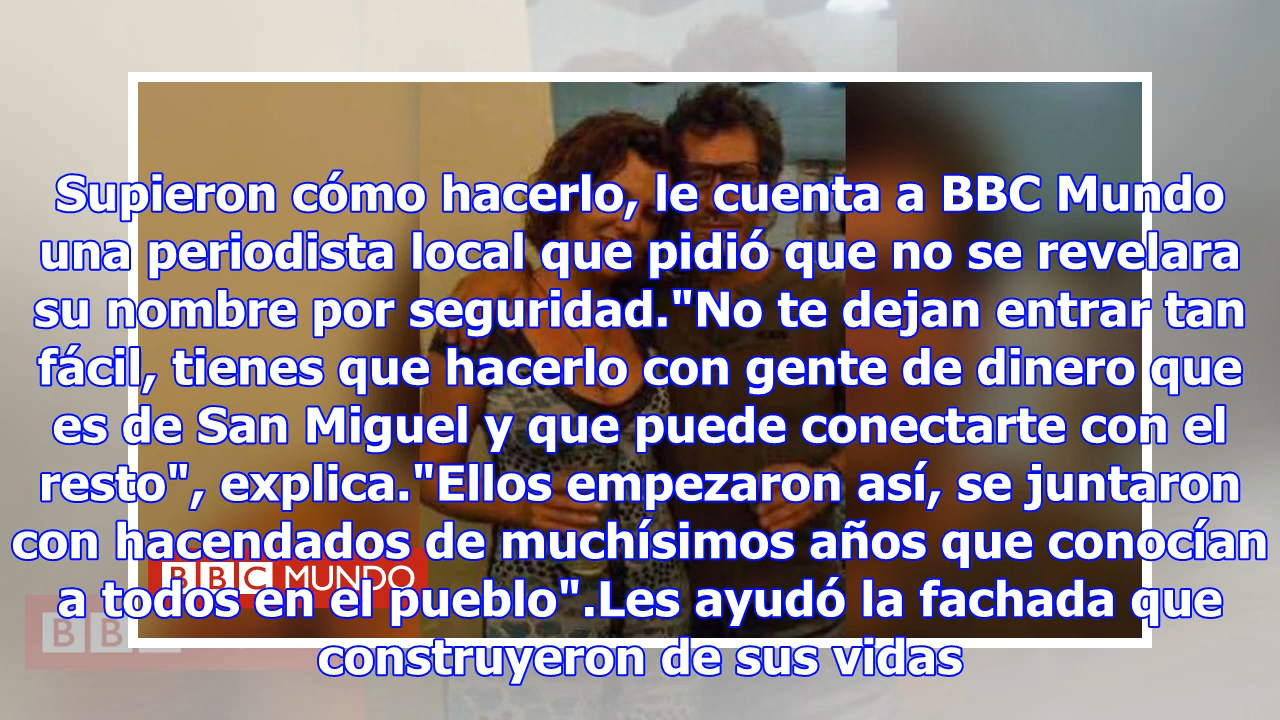 Supieron cómo hacerlo, le cuenta a BBC Mundo
una periodista local que pidió que no se revelara
su nombre por seguridad."No te dejan entrar tan
fácil, tienes que hacerlo con gente de dinero que
es de San Miguel y que puede conectarte con el
resto", explica."Ellos empezaron así, se juntaron
con hacendados de muchísimos años que conocían
BBC MUNDO
a todos en el pueblo".Les ayudó la fachada que
BB
construyeron de sus vidas